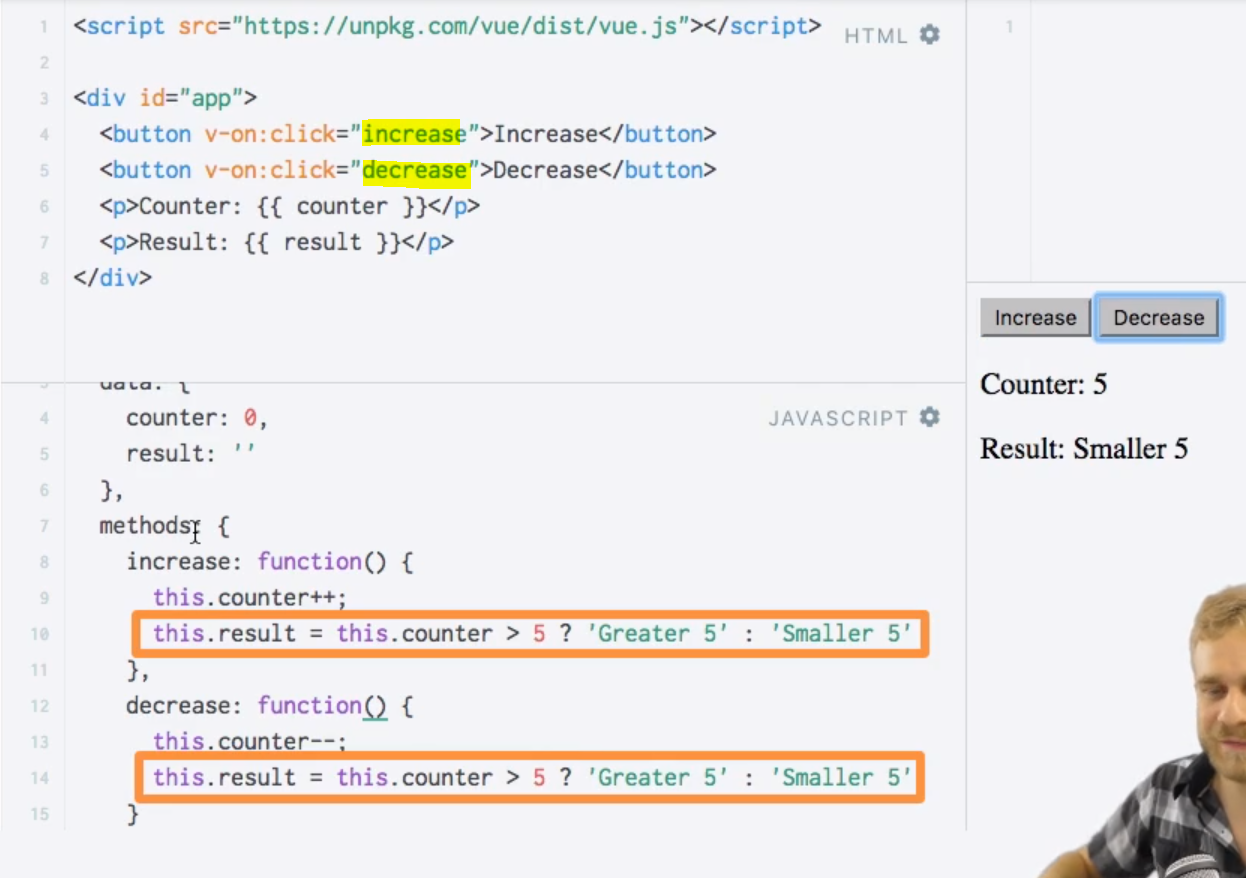 1 <script src="https://unpkg.com/vue/dist/vue.js"></script>
HTML
2
3 <div id="app">
4 <button v-on:click="increase">Increase</button>
5 <button v-on:click="decrease">Decrease</button>
6 <p>Counter: {{ counter }}</p>
7 <p>Result: {{ result }}</p>
8 </div>
data: {
4 counter: 0,
JAVASCRIPT
5 result: ''
6 },
7 methods: {
8 increase: function() {
9 this.counter++;
10 this.result = this.counter > 5 ? 'Greater 5' : 'Smaller 5'
11 },
12 decrease: function() {
13 this.counter--;
14 this.result = this.counter > 5 ? 'Greater 5' : 'Smaller 5'
15 }
1
Increase Decrease
Counter: 5
Result: Smaller 5